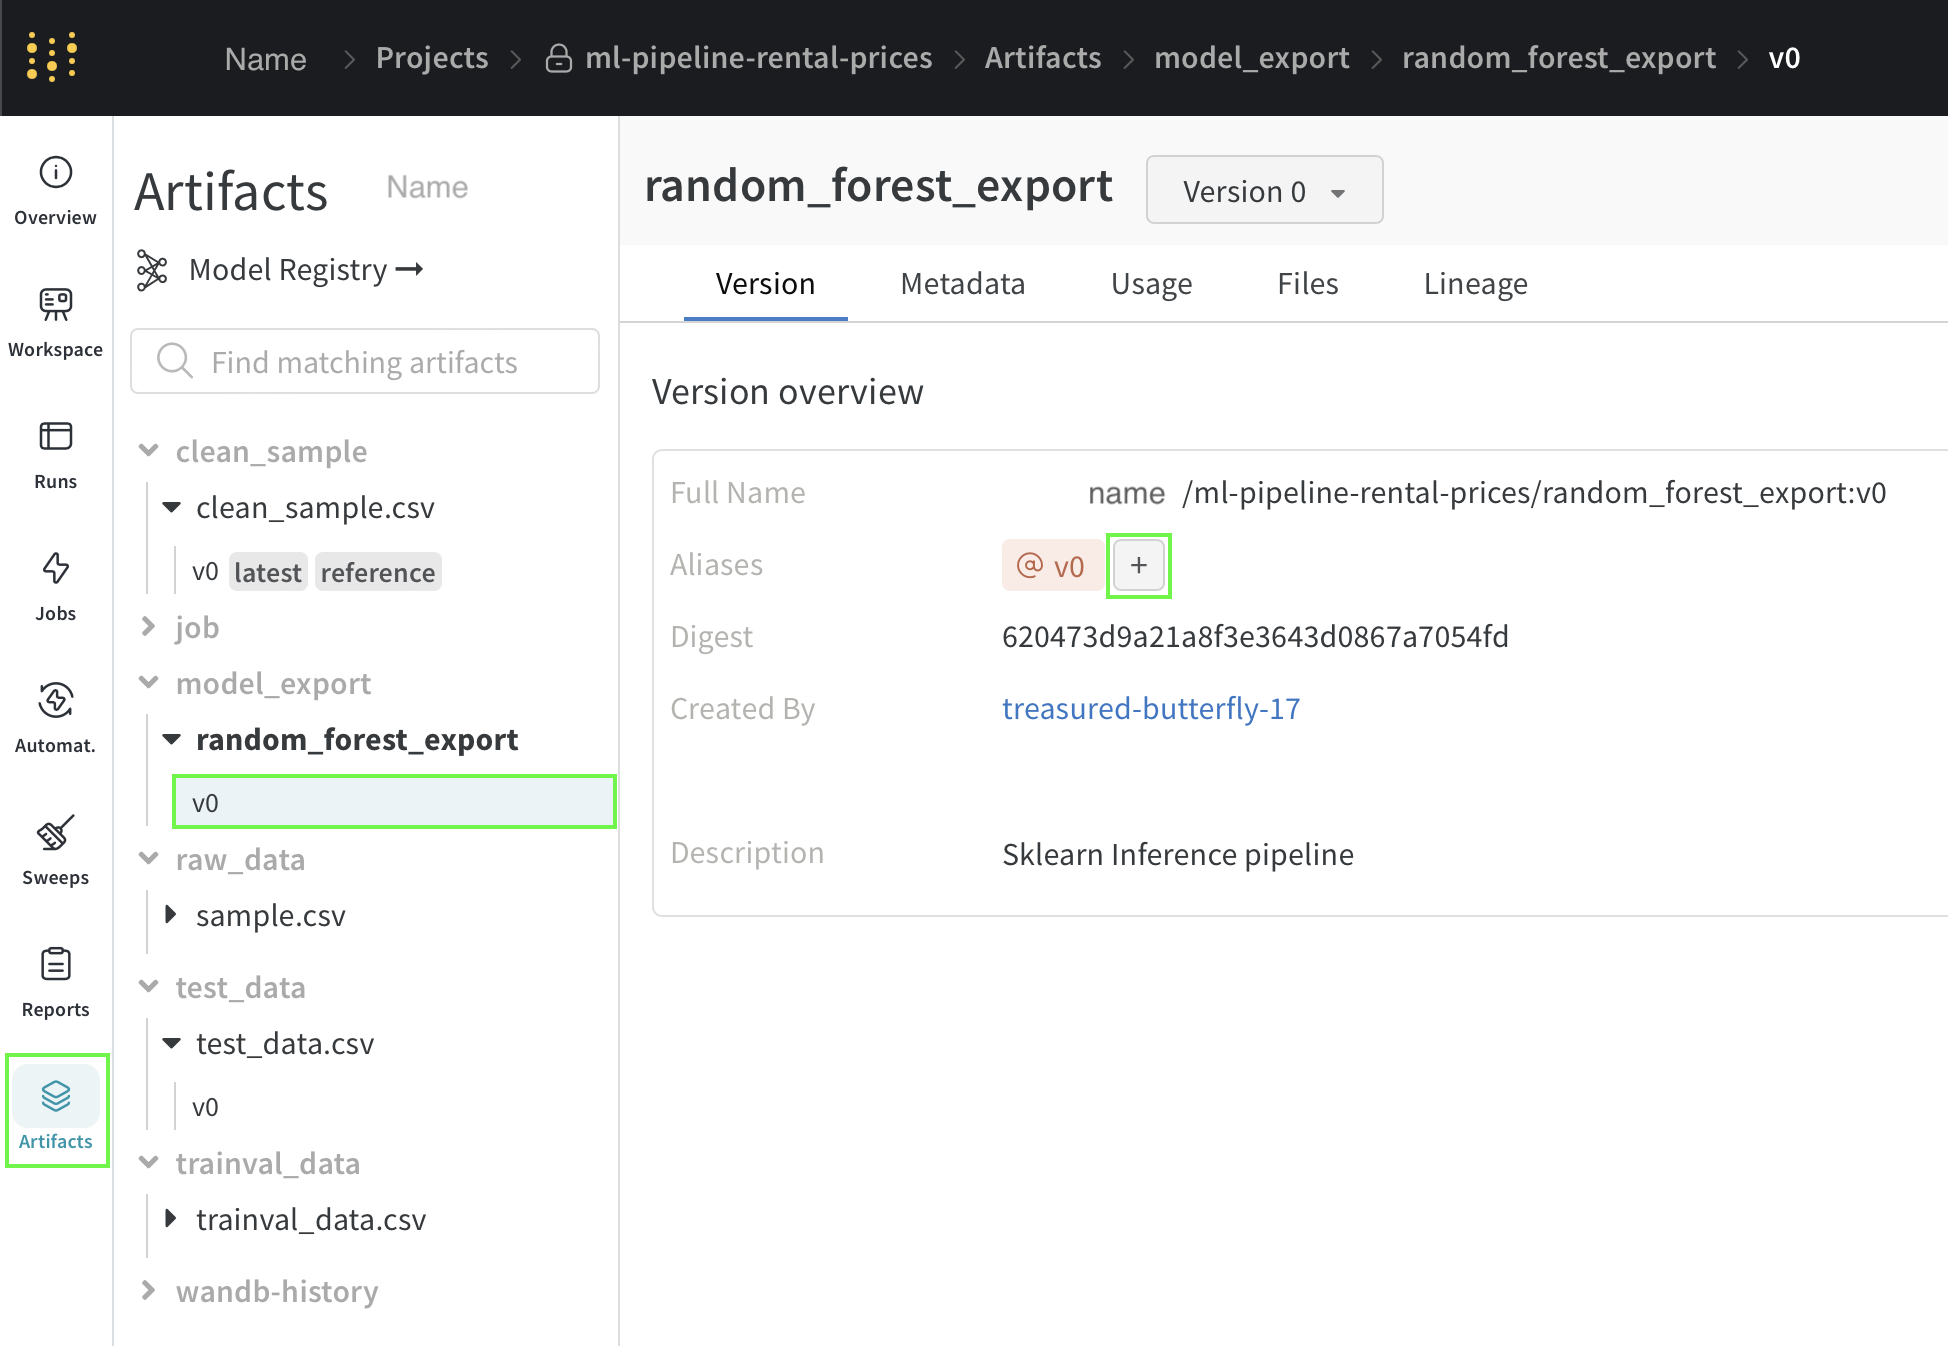 Name > Projects > ml-pipeline-rental-prices > Artifacts > model_export > random_forest_export > v0
Overview
Workspace
Runs
Jobs
Automat.
Sweeps
Reports
Artifacts
Artifacts Name
Model Registry →
Find matching artifacts
clean_sample
clean_sample.csv
v0 latest reference
job
model_export
random_forest_export
v0
raw_data
sample.csv
test_data
test_data.csv
v0
trainval_data
trainval_data.csv
wandb-history
random_forest_export Version 0
Version Metadata Usage Files Lineage
Version overview
Full Name name /ml-pipeline-rental-prices/random_forest_export:v0
Aliases @ v0 +
Digest 620473d9a21a8f3e3643d0867a7054fd
Created By treasured-butterfly-17
Description Sklearn Inference pipeline